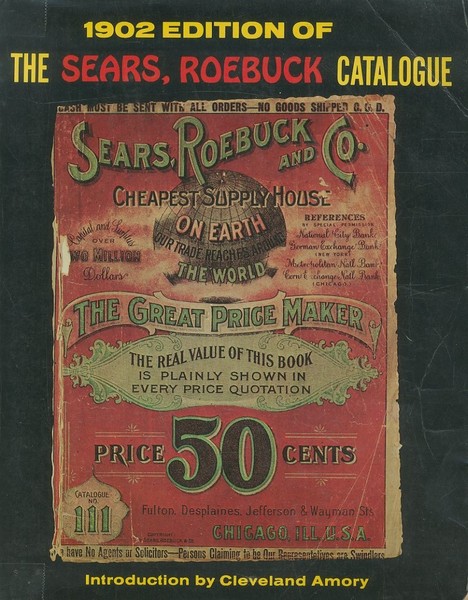 1902 EDITION OF
THE SEARS, ROEBUCK CATALOGUE
CASH MUST BE SENT WITH ALL ORDERS—NO GOODS SHIPPED C. O. D.
SEARS, ROEBUCK AND CO.
CHEAPEST SUPPLY HOUSE
ON EARTH
OUR TRADE REACHES AROUND
THE WORLD
Capital and Surplus
OVER
TWO MILLION
Dollars
REFERENCES
BY SPECIAL PERMISSION
National City Bank
German Exchange Bank
(NEW YORK)
Metropolitan Natl. Bank
Corn Exchange Natl. Bank
(CHICAGO)
THE GREAT PRICE MAKER
THE REAL VALUE OF THIS BOOK
IS PLAINLY SHOWN IN
EVERY PRICE QUOTATION
PRICE 50 CENTS
CATALOGUE
NO.
111
Fulton, Desplaines, Jefferson & Wayman Sts.
CHICAGO, ILL., U.S.A.
have No Agents or Solicitors—Persons Claiming to be Our Representatives are Swindlers
Introduction by Cleveland Amory